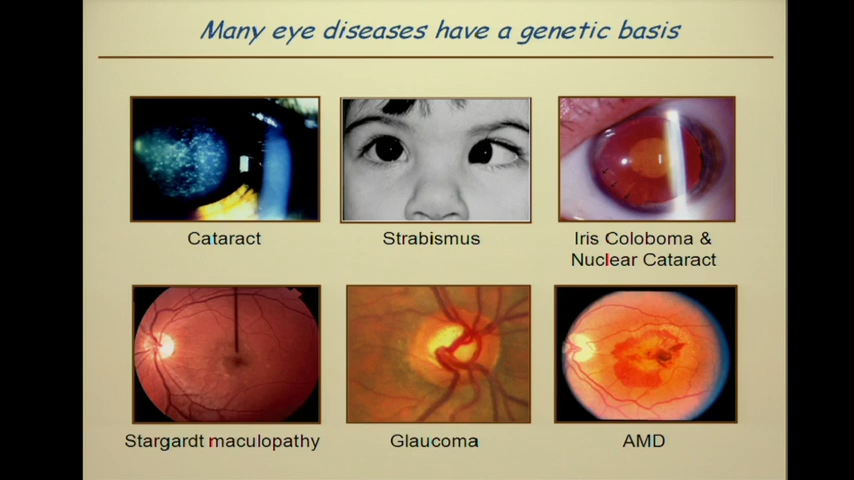 Many eye diseases have a genetic basis
Cataract
Strabismus
Iris Coloboma &
Nuclear Cataract
Stargardt maculopathy
Glaucoma
AMD